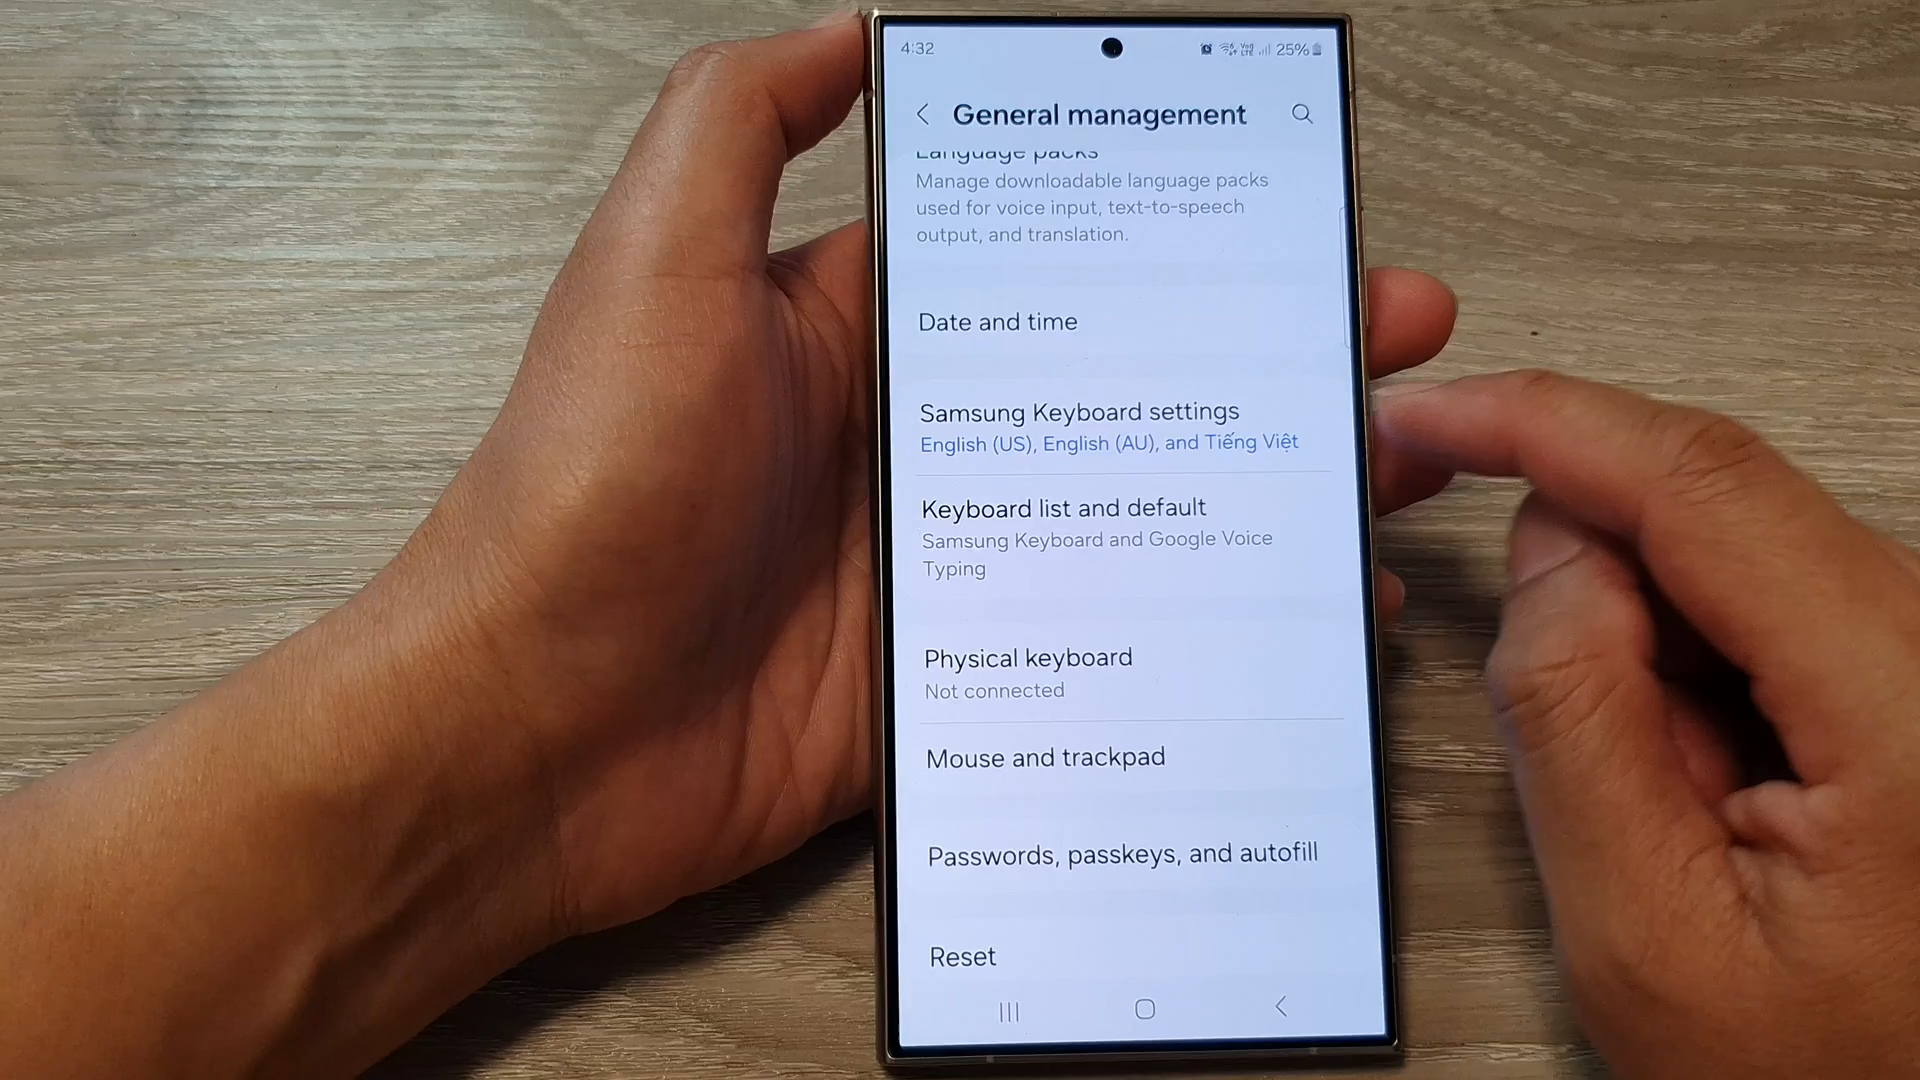 4:32
25%
General management
Language packs
Manage downloadable language packs
used for voice input, text-to-speech
output, and translation.
Date and time
Samsung Keyboard settings
English (US), English (AU), and Tiếng Việt
Keyboard list and default
Samsung Keyboard and Google Voice
Typing
Physical keyboard
Not connected
Mouse and trackpad
Passwords, passkeys, and autofill
Reset